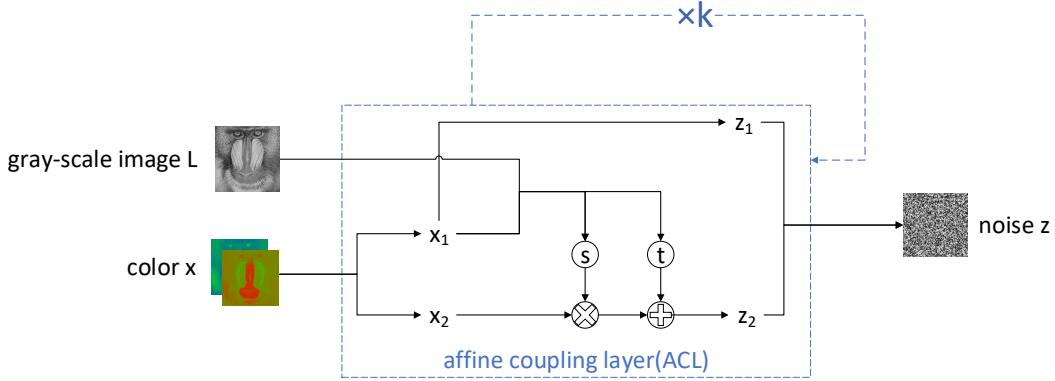 ×k
z₁
gray-scale image L
x₁
noise z
s
t
color x
x₂
z₂
affine coupling layer(ACL)